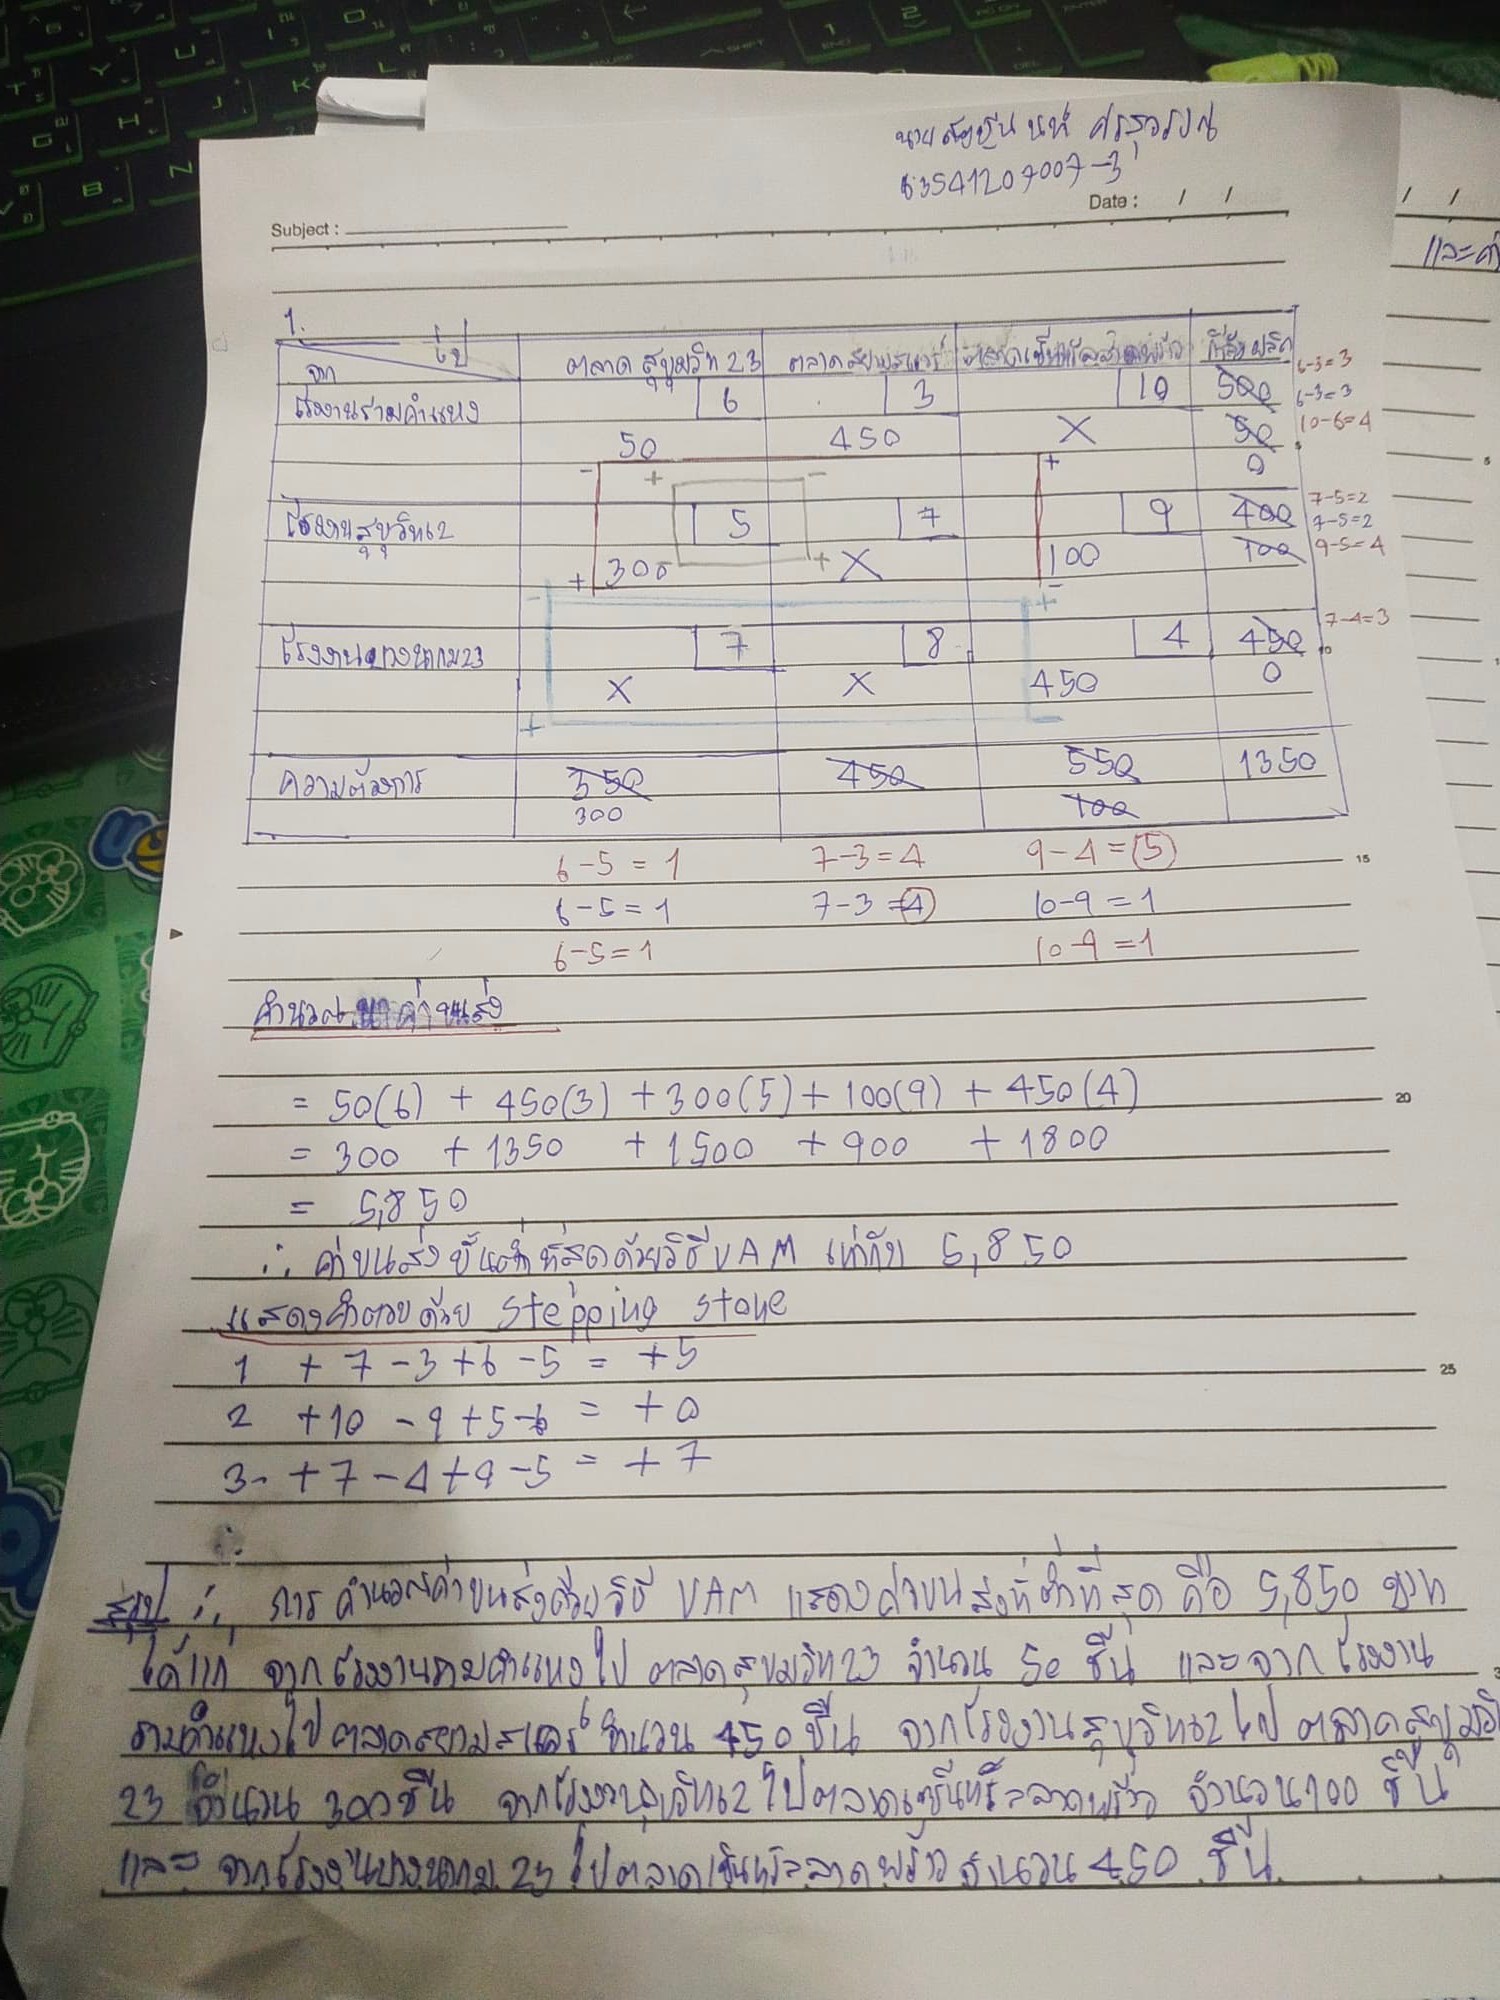 63541207007-3
Subject :
Date : / /
และค่า
1.
ไป
จาก
ตลาดสุขุมวิท 23 ตลาดสยามสแควร์ ตลาดเซ็นทรัลลาดพร้าว กำลังผลิต
6-3=3
โรงงานรามคำแหง 6 3 10 500
6-3=3
50 450 X 50
10-6=4
- + - + 0
โรงงานสุขุวิท62 5 7 9 400
7-5=2
7-5=2
+ 300 + X 100 - 100
9-5=4
- +
7-4=3
โรงงานบางนากม23 7 8 4 450
X X 450 0
+ -
ความต้องการ 350 450 550 1350
300 100
6-5=1 7-3=4 9-4=5
15
6-5=1 7-3=4 10-9=1
6-5=1 10-9=1
คำนวณ ค่าขนส่ง
= 50(6) + 450(3) + 300(5) + 100(9) + 450(4)
20
= 300 + 1350 + 1500 + 900 + 1800
= 5,850
∴ ค่าขนส่งขั้นต่ำที่สุดด้วยวิธี VAM เท่ากับ 5,850
แสดงคำตอบด้วย Stepping stone
1 +7-3+6-5 = +5
25
2 +10-9+5-6 = +0
3. +7-4+9-5 = +7
สรุป ∴ การคำนวณค่าขนส่งด้วยวิธี VAM แสดงค่าขนส่งที่ต่ำที่สุด คือ 5,850 บาท
ได้แก่ จากโรงงานรามคำแหงไป ตลาดสุขุมวิท23 จำนวน 50 ชิ้น และจากโรงงาน
รามคำแหงไปตลาดสยามสแควร์ จำนวน 450 ชิ้น จากโรงงานสุขุวิท62 ไป ตลาดสุขุมวิ
23 จำนวน 300 ชิ้น จากโรงงานสุขุวิท62 ไปตลาดเซ็นทรัลลาดพร้าว จำนวน 100 ชิ้น
และ จากโรงงานบางนากม 23 ไปตลาดเซ็นทรัลลาดพร้าว จำนวน 450 ชิ้น